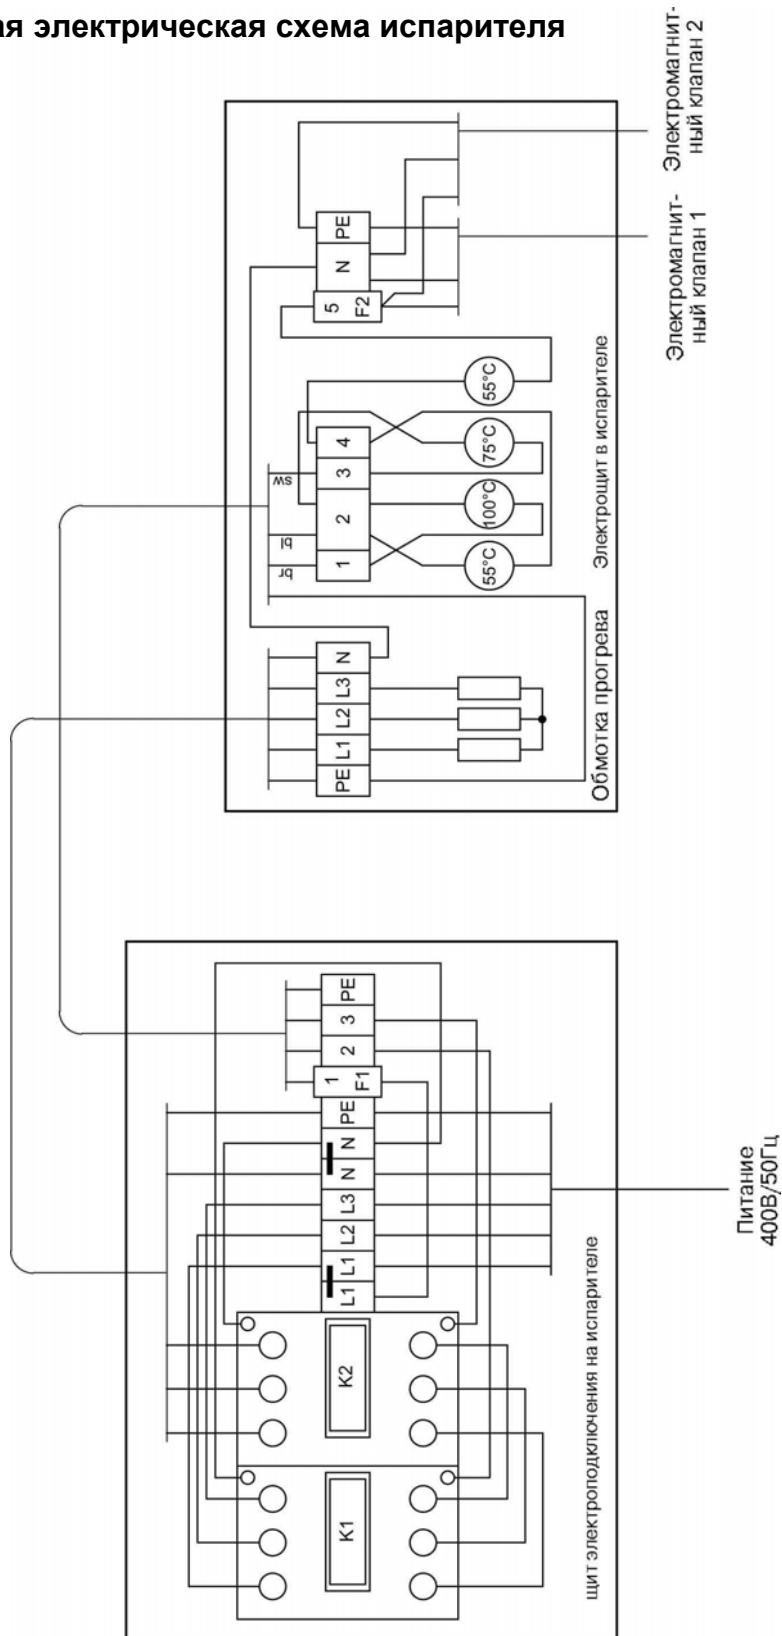 ая электрическая схема испарителя
Электромагнит-
ный клапан 2
Электромагнит-
ный клапан 1
PE
N
5
F2
55°C
75°C
100°C
55°C
4
3
2
1
sw
bl
br
Электрощит в испарителе
N
L3
L2
L1
PE
Обмотка прогрева
PE
3
2
1
F1
PE
N
N
L3
L2
L1
L1
K2
K1
щит электроподключения на испарителе
Питание
400В/50Гц